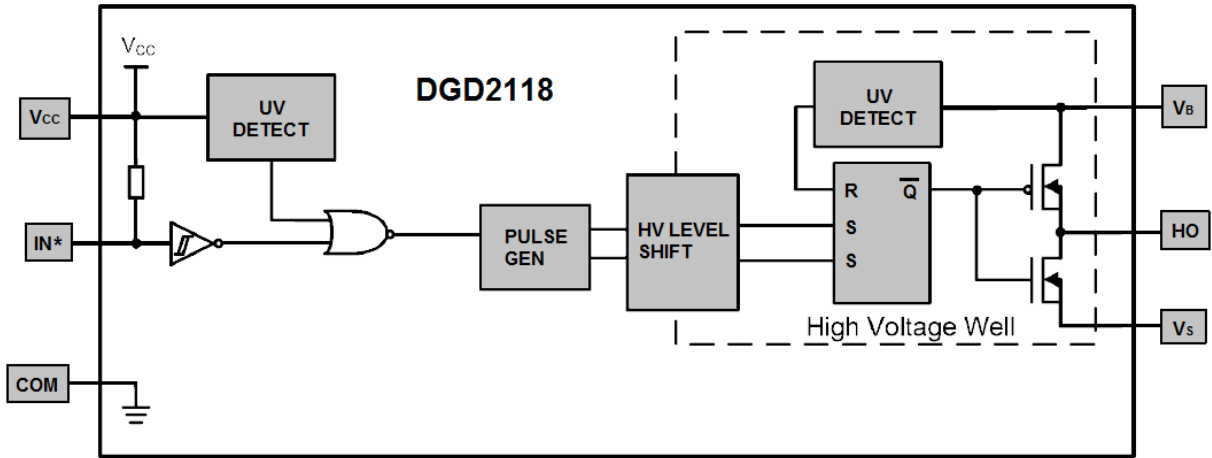 VCC
DGD2118
UV
DETECT
UV
DETECT
VCC
VB
R
Q̅
IN*
PULSE
GEN
HV LEVEL
SHIFT
S
S
HO
High Voltage Well
VS
COM